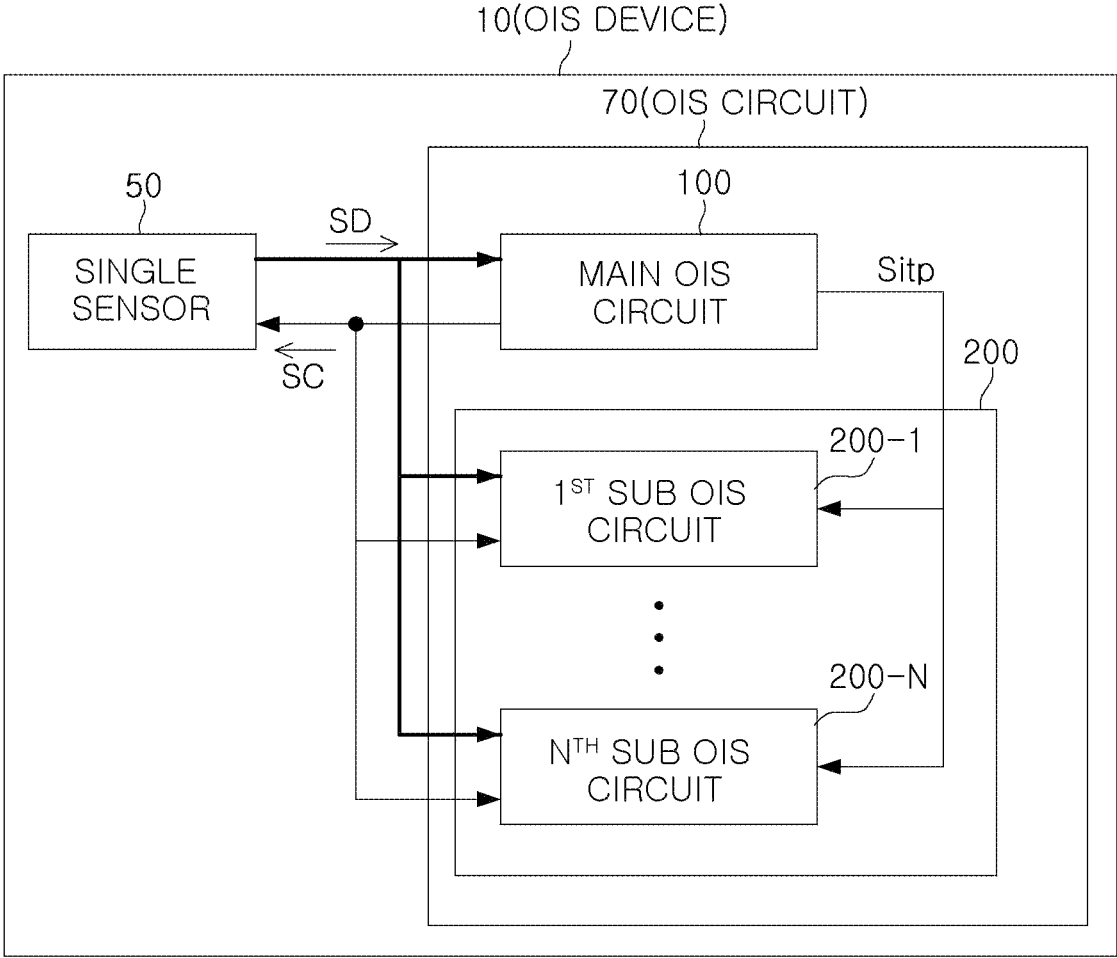 10(OIS DEVICE)
70(OIS CIRCUIT)
50
100
SD
SINGLE
SENSOR
MAIN OIS
CIRCUIT
Sitp
SC
200
200-1
1ST SUB OIS
CIRCUIT
200-N
NTH SUB OIS
CIRCUIT